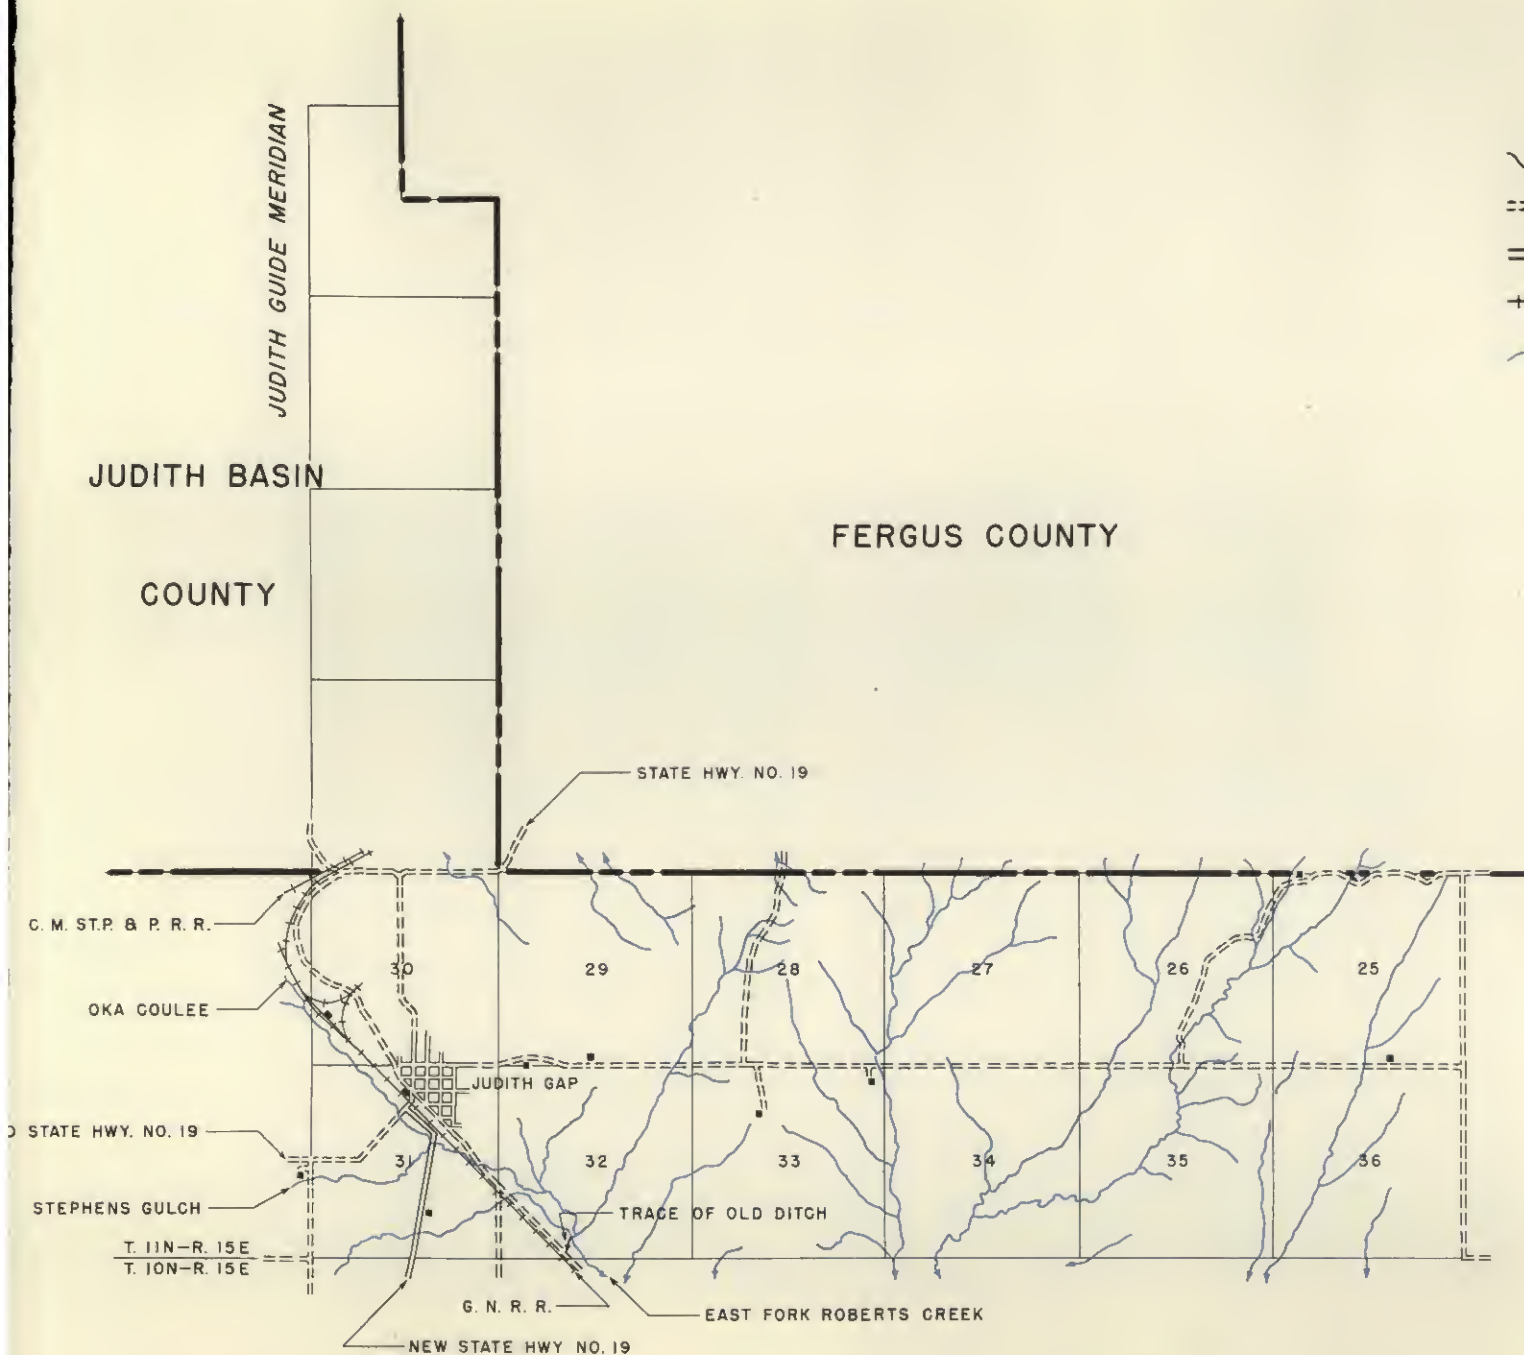 JUDITH GUIDE MERIDIAN
JUDITH BASIN
COUNTY
FERGUS COUNTY
STATE HWY. NO. 19
C. M. ST.P. & P. R. R.
30
29
28
27
26
25
OKA COULEE
JUDITH GAP
STATE HWY. NO. 19
31
32
33
34
35
36
STEPHENS GULCH
TRACE OF OLD DITCH
T. 11N-R. 15E
T. 10N-R. 15E
G. N. R. R.
EAST FORK ROBERTS CREEK
NEW STATE HWY NO. 19